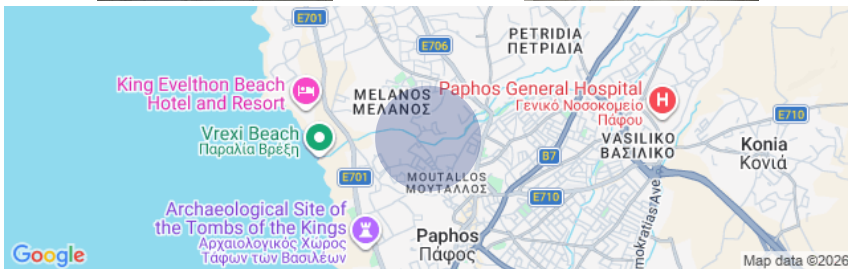 E701
PETRIDIA
ΠΕΤΡΙΔΙΑ
E706
King Evelthon Beach
Hotel and Resort
MELANOS
ΜΕΛΑΝΟΣ
Paphos General Hospital
Γενικό Νοσοκομείο
Πάφου
H
E710
Vrexi Beach
Παραλία Βρέξη
VASILIKO
ΒΑΣΙΛΙΚΟ
Konia
Κονιά
B7
E701
MOUTALLOS
ΜΟΥΤΑΛΛΟΣ
E710
Archaeological Site of
the Tombs of the Kings
Αρχαιολογικός Χώρος
Τάφων των Βασιλέων
Paphos
Πάφος
mokratias Ave
Google
Map data ©2026